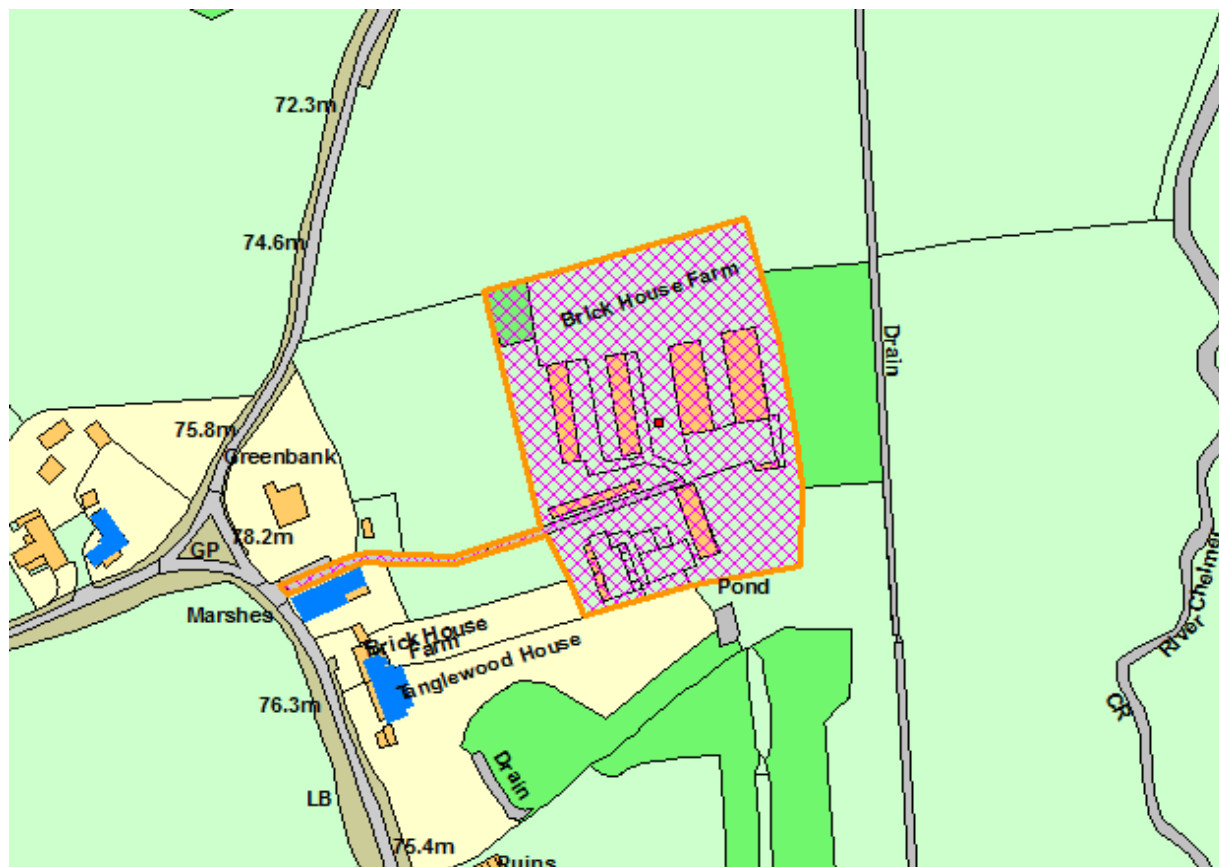 72.3m
74.6m
Brick House Farm
Drain
75.8m
Greenbank
GP
78.2m
Marshes
Pond
River Chelmer
Brick House
Farm
Tanglewood House
76.3m
CR
Drain
LB
75.4m
Ruins